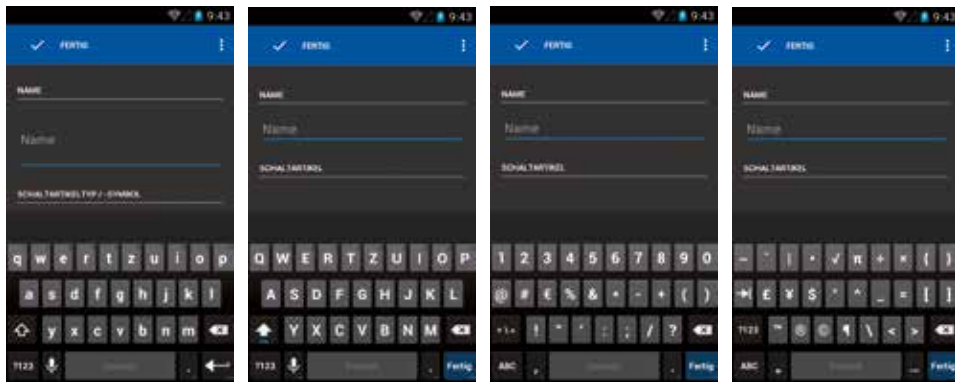 9:43
FERTIG
NAME
Name
SCHALTARTIKELTYP / -SYMBOL
q w e r t z u i o p
a s d f g h j k l
y x c v b n m
?123 .
9:43
FERTIG
NAME
Name
SCHALTARTIKEL
Q W E R T Z U I O P
A S D F G H J K L
Y X C V B N M
?123 . Fertig
9:43
FERTIG
NAME
Name
SCHALTARTIKEL
1 2 3 4 5 6 7 8 9 0
@ # € % & * - + ( )
! " ' : ; / ?
ABC , . Fertig
9:43
FERTIG
NAME
Name
SCHALTARTIKEL
~ ` | • √ π ÷ × { }
£ ¥ $ ° ^ _ = [ ]
?123 ™ ® © ¶ \ < >
ABC … Fertig